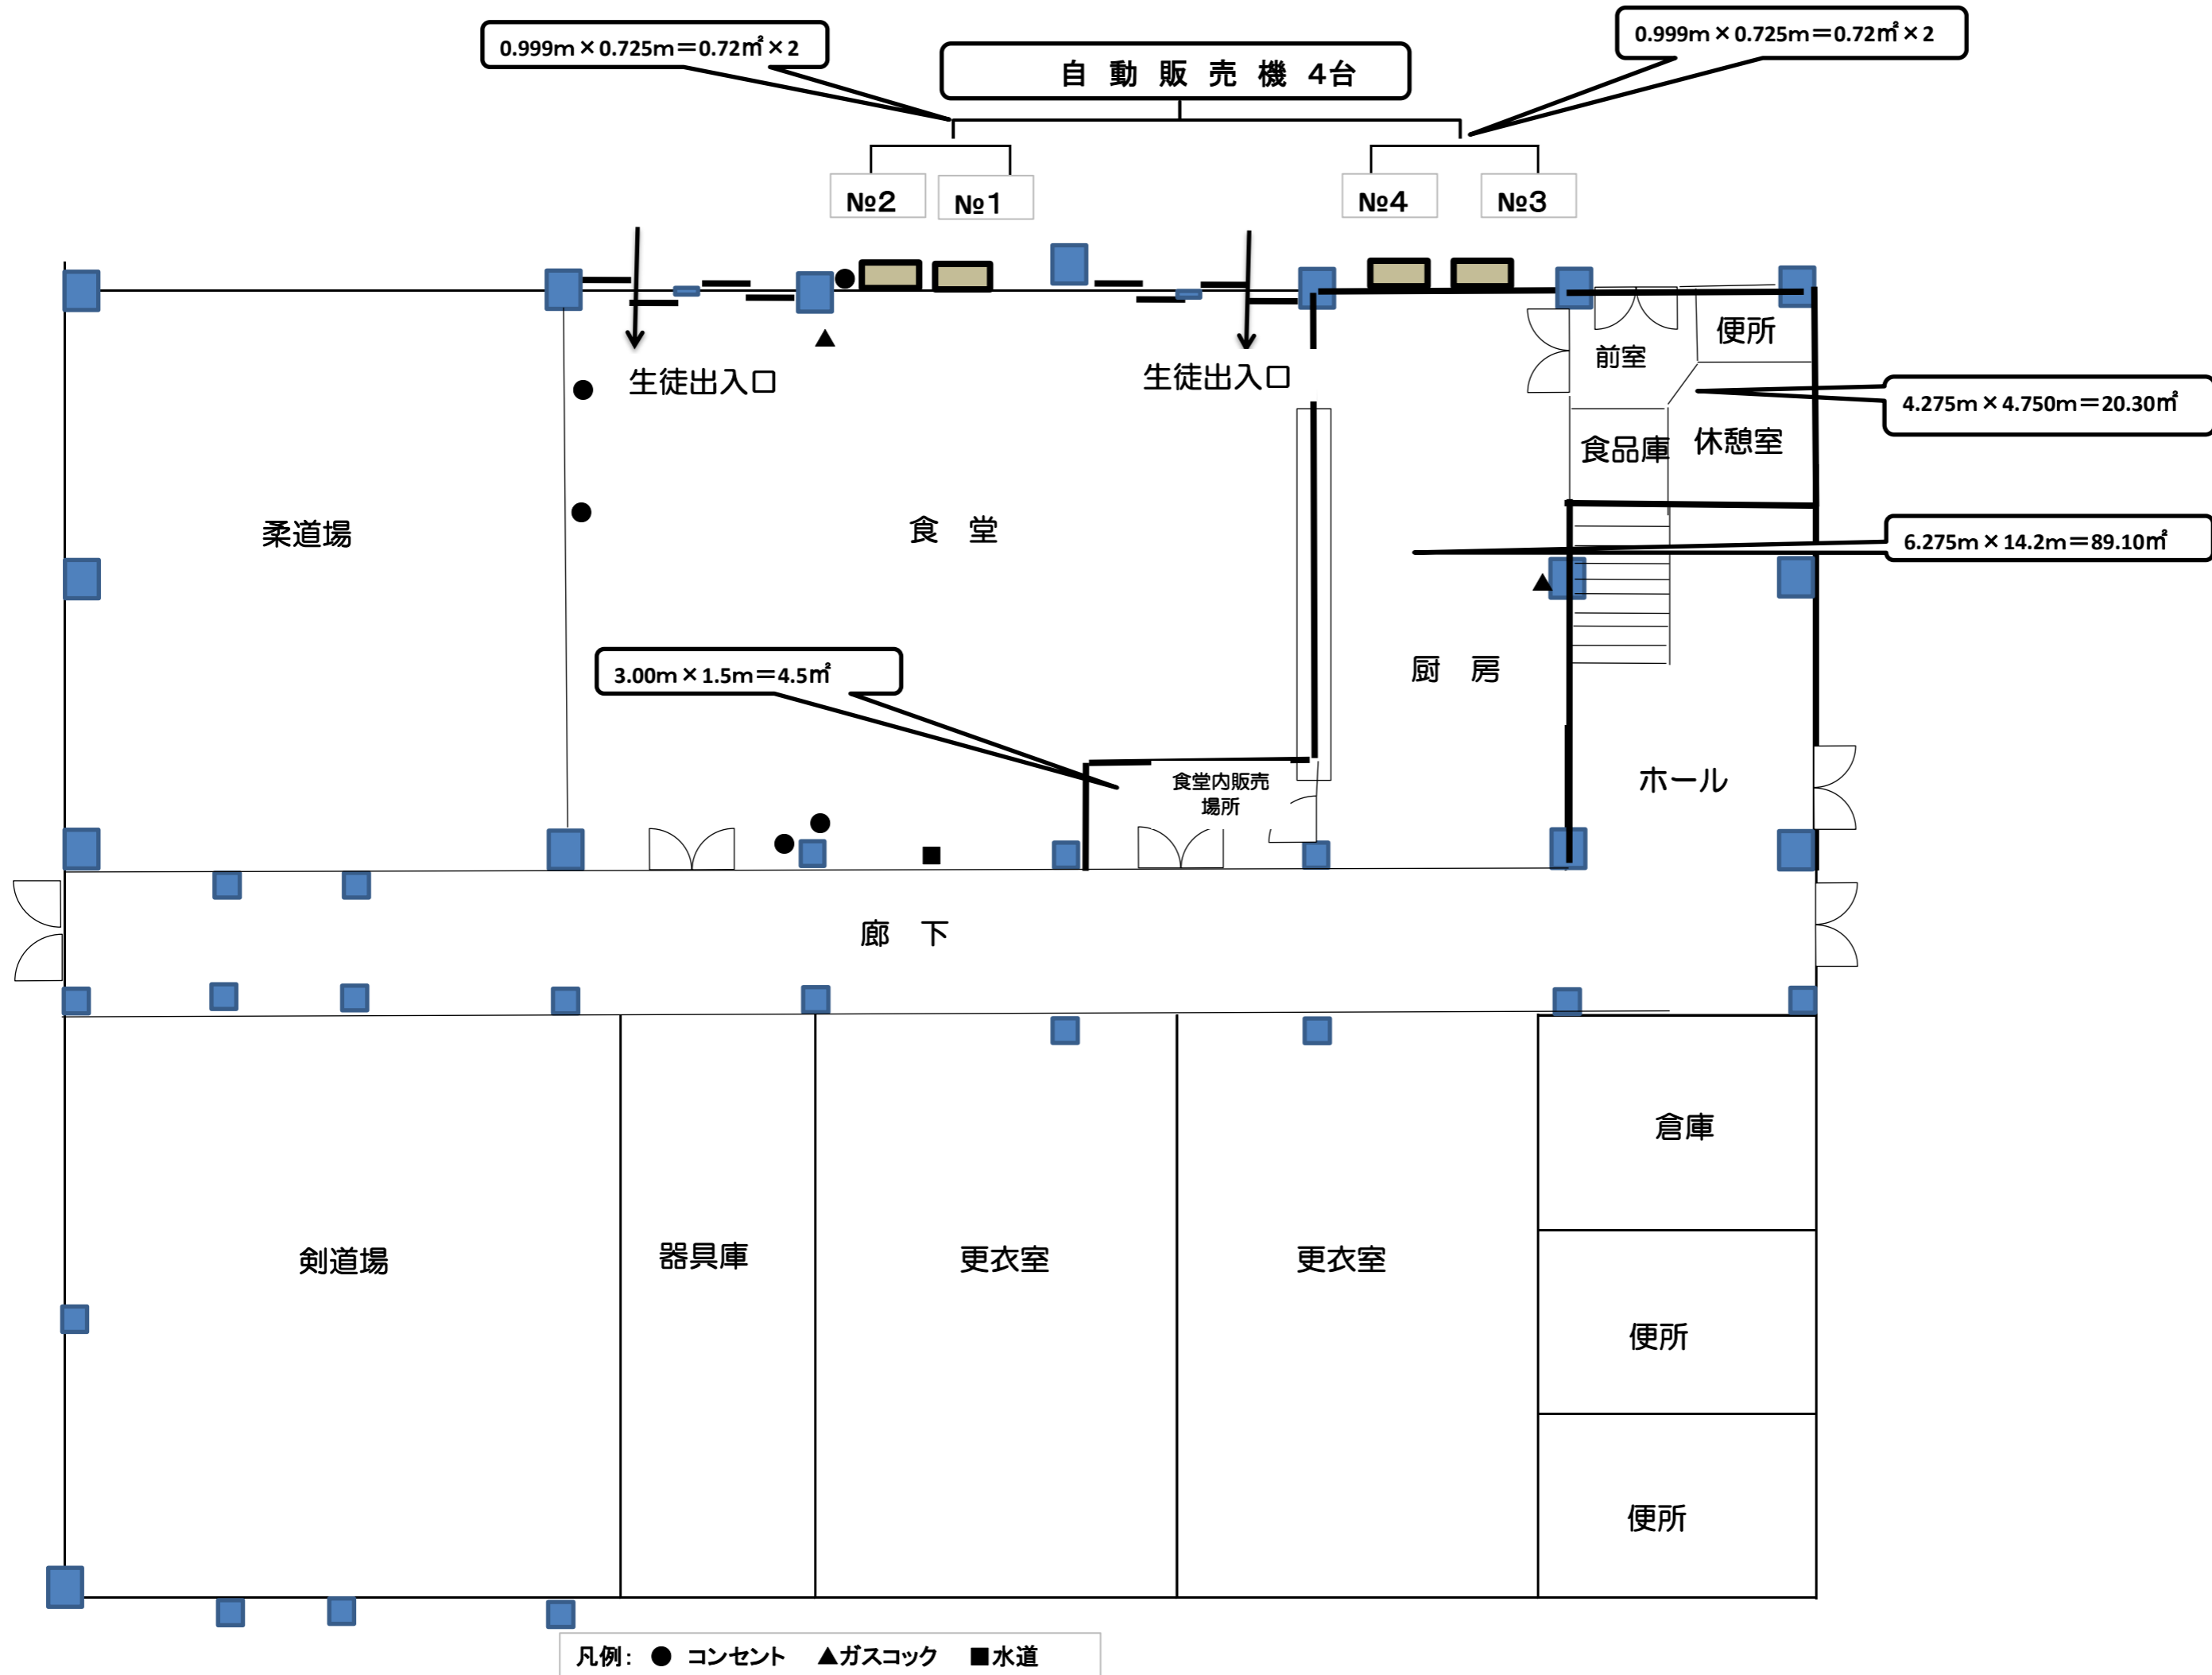 0.999m×0.725m＝0.72㎡×2
0.999m×0.725m＝0.72㎡×2
自 動 販 売 機 4台
№2
№1
№4
№3
生徒出入口
生徒出入口
前室
便所
4.275m×4.750m＝20.30㎡
食品庫
休憩室
柔道場
食　堂
6.275m×14.2m＝89.10㎡
3.00m×1.5m＝4.5㎡
厨　房
食堂内販売
場所
ホール
廊　下
倉庫
剣道場
器具庫
更衣室
更衣室
便所
便所
凡例： ● コンセント ▲ガスコック ■水道